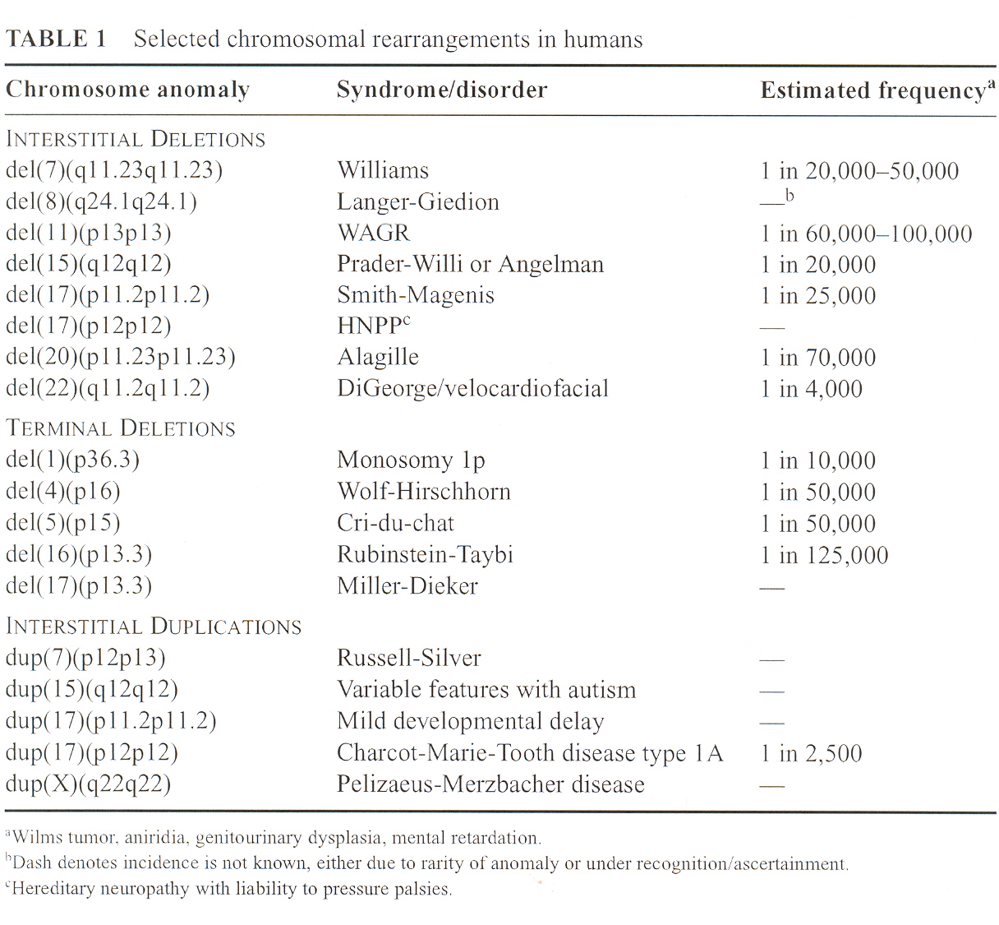 TABLE 1 Selected chromosomal rearrangements in humans
Chromosome anomaly Syndrome/disorder Estimated frequencyᵃ
INTERSTITIAL DELETIONS
del(7)(q11.23q11.23) Williams 1 in 20,000–50,000
del(8)(q24.1q24.1) Langer-Giedion —ᵇ
del(11)(p13p13) WAGR 1 in 60,000–100,000
del(15)(q12q12) Prader-Willi or Angelman 1 in 20,000
del(17)(p11.2p11.2) Smith-Magenis 1 in 25,000
del(17)(p12p12) HNPPᶜ —
del(20)(p11.23p11.23) Alagille 1 in 70,000
del(22)(q11.2q11.2) DiGeorge/velocardiofacial 1 in 4,000
TERMINAL DELETIONS
del(1)(p36.3) Monosomy 1p 1 in 10,000
del(4)(p16) Wolf-Hirschhorn 1 in 50,000
del(5)(p15) Cri-du-chat 1 in 50,000
del(16)(p13.3) Rubinstein-Taybi 1 in 125,000
del(17)(p13.3) Miller-Dieker —
INTERSTITIAL DUPLICATIONS
dup(7)(p12p13) Russell-Silver —
dup(15)(q12q12) Variable features with autism —
dup(17)(p11.2p11.2) Mild developmental delay —
dup(17)(p12p12) Charcot-Marie-Tooth disease type 1A 1 in 2,500
dup(X)(q22q22) Pelizaeus-Merzbacher disease —
ᵃWilms tumor, aniridia, genitourinary dysplasia, mental retardation.
ᵇDash denotes incidence is not known, either due to rarity of anomaly or under recognition/ascertainment.
ᶜHereditary neuropathy with liability to pressure palsies.